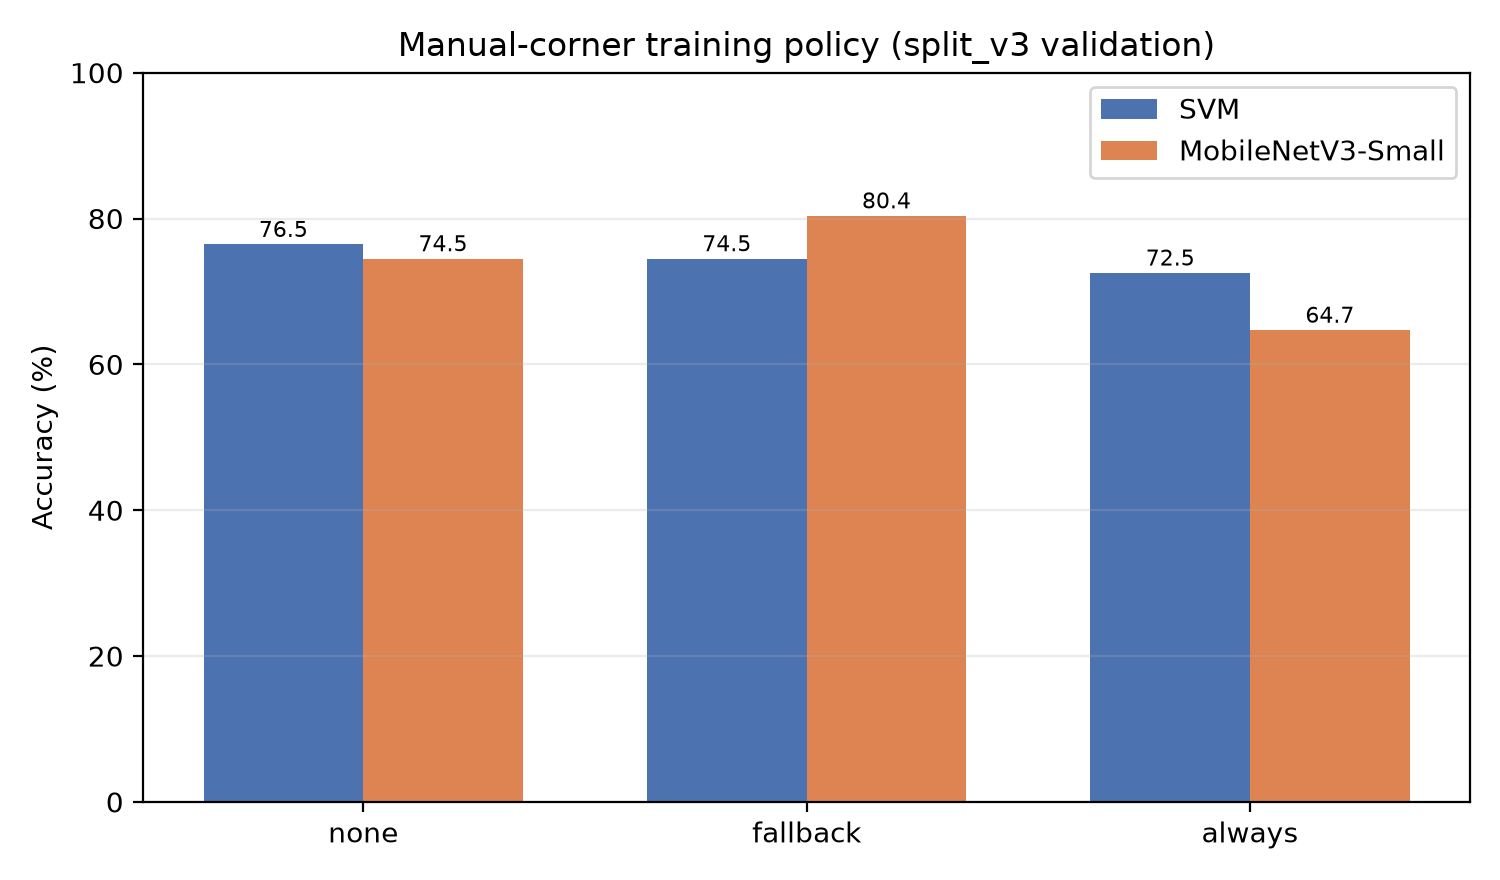 Manual-corner training policy (split_v3 validation)
SVM
MobileNetV3-Small
Accuracy (%)
100
80
60
40
20
0
76.5
74.5
74.5
80.4
72.5
64.7
none
fallback
always